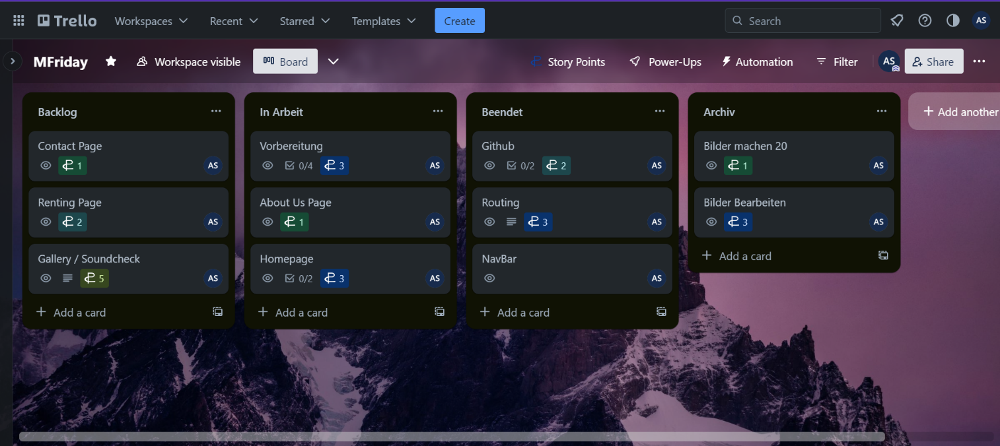 Trello Workspaces Recent Starred Templates Create Search AS
MFriday Workspace visible Board Story Points Power-Ups Automation Filter AS Share
Backlog
Contact Page
1 AS
Renting Page
2 AS
Gallery / Soundcheck
5 AS
Add a card
In Arbeit
Vorbereitung
0/4 3 AS
About Us Page
1 AS
Homepage
0/2 3 AS
Add a card
Beendet
Github
0/2 2 AS
Routing
3 AS
NavBar
AS
Add a card
Archiv
Bilder machen 20
1 AS
Bilder Bearbeiten
3 AS
Add a card
Add another